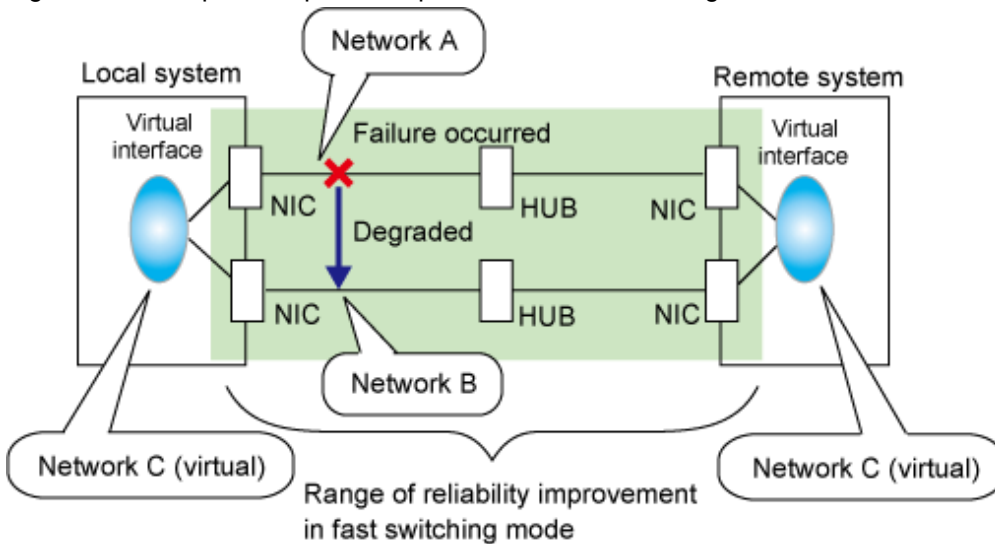 Network A
Local system
Remote system
Virtual
interface
Failure occurred
Virtual
interface
NIC
HUB
NIC
Degraded
NIC
HUB
NIC
Network B
Network C (virtual)
Network C (virtual)
Range of reliability improvement
in fast switching mode